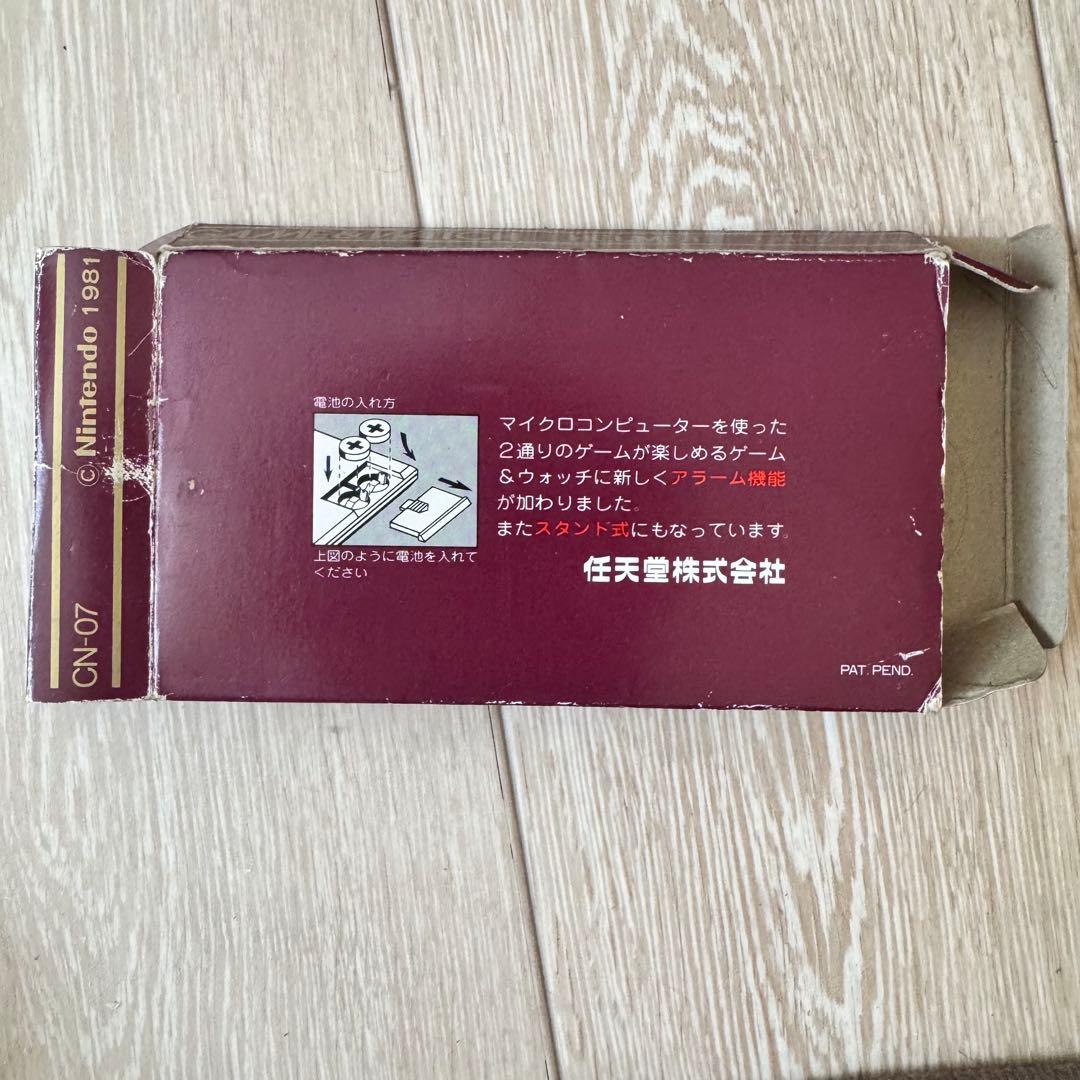 © Nintendo 1981
CN-07
電池の入れ方
上図のように電池を入れて
ください
マイクロコンピューターを使った
2通りのゲームが楽しめるゲーム
&ウォッチに新しくアラーム機能
が加わりました。
またスタンド式にもなっています。
任天堂株式会社
PAT. PEND.